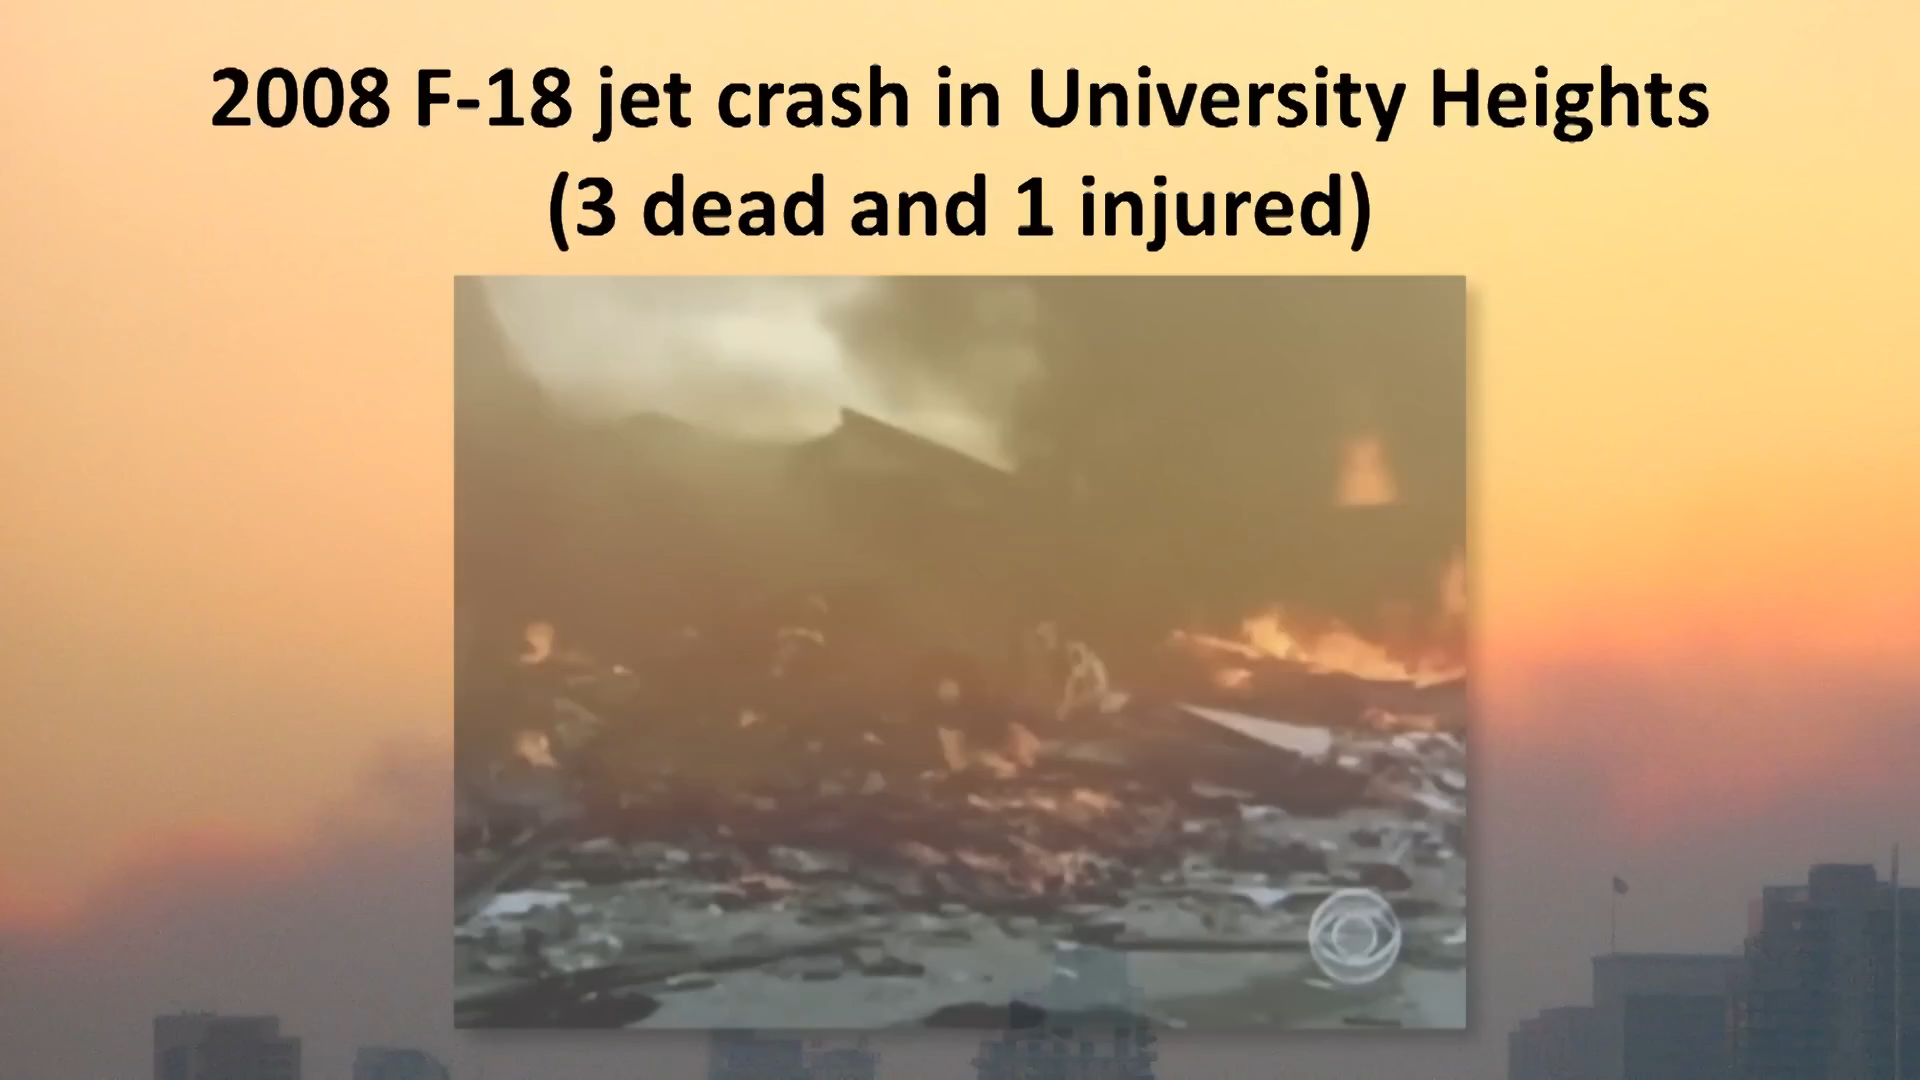 2008 F-18 jet crash in University Heights
(3 dead and 1 injured)